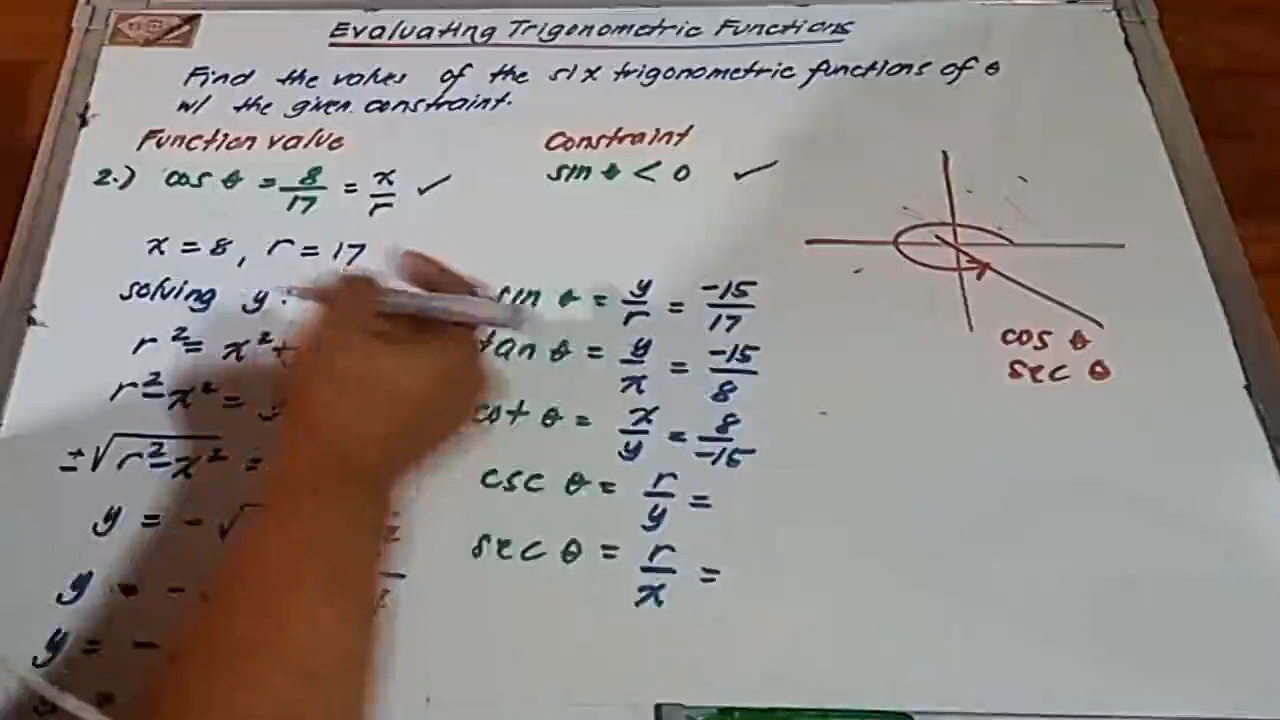 Evaluating Trigonometric Functions
Find the values of the six trigonometric functions of θ
w/ the given constraint.
Function value
Constraint
2.) cos θ = 8/17 = x/r ✓
sin θ < 0 ✓
x = 8, r = 17
solving y:
r² = x² +
r² - x² =
±√r² - x² =
y = - √
y = -
y = -
sin θ = y/r = -15/17
tan θ = y/x = -15/8
cot θ = x/y = 8/-15
csc θ = r/y =
sec θ = r/x =
cos θ
sec θ